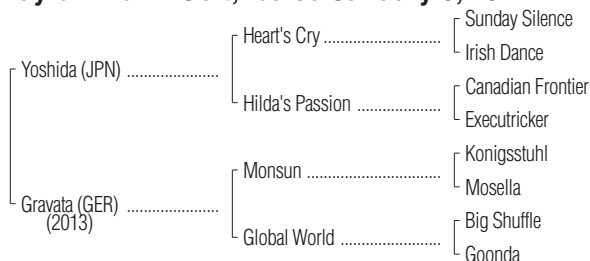 Sunday Silence
Heart's Cry
Irish Dance
Yoshida (JPN)
Canadian Frontier
Hilda's Passion
Executricker
Konigsstuhl
Monsun
Mosella
Gravata (GER)
(2013)
Big Shuffle
Global World
Goonda